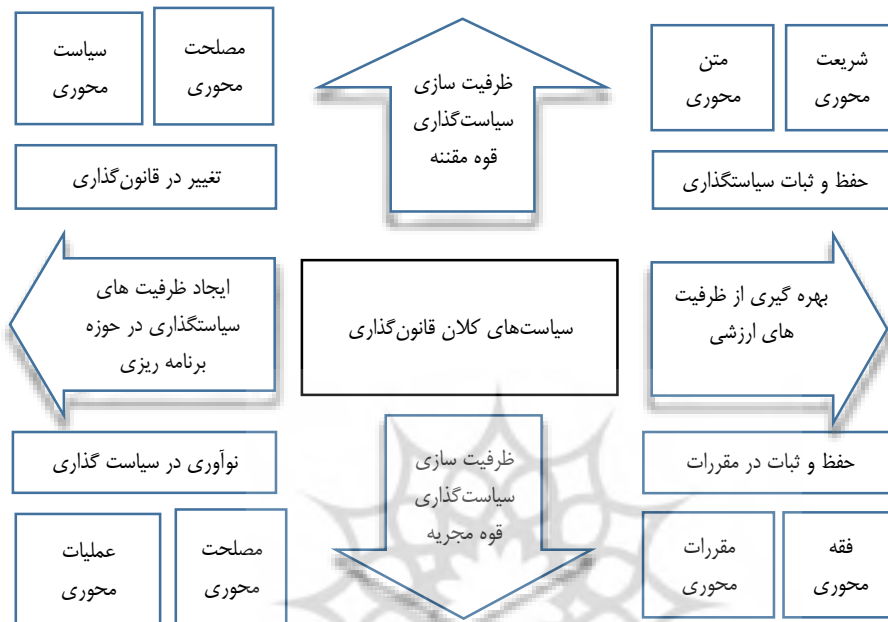 شریعت
محوری
متن
محوری
حفظ و ثبات سیاستگذاری
ظرفیت سازی
سیاست‌گذاری
قوه مقننه
مصلحت
محوری
سیاست
محوری
تغییر در قانون‌گذاری
بهره گیری از ظرفیت
های ارزشی
سیاست‌های کلان قانون‌گذاری
ایجاد ظرفیت های
سیاستگذاری در حوزه
برنامه ریزی
حفظ و ثبات در مقررات
فقه
محوری
مقررات
محوری
ظرفیت سازی
سیاست‌گذاری
قوه مجریه
نوآوری در سیاست گذاری
مصلحت
محوری
عملیات
محوری